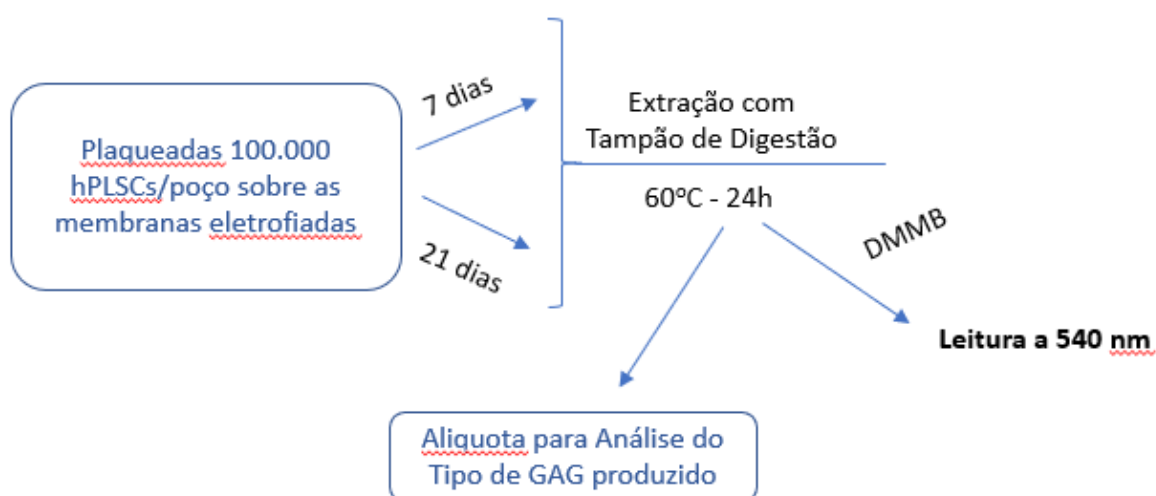 Plaqueadas 100.000
hPLSCs/poço sobre as
membranas eletrofiadas
7 dias
21 dias
Extração com
Tampão de Digestão
60ºC - 24h
DMMB
Leitura a 540 nm
Aliquota para Análise do
Tipo de GAG produzido